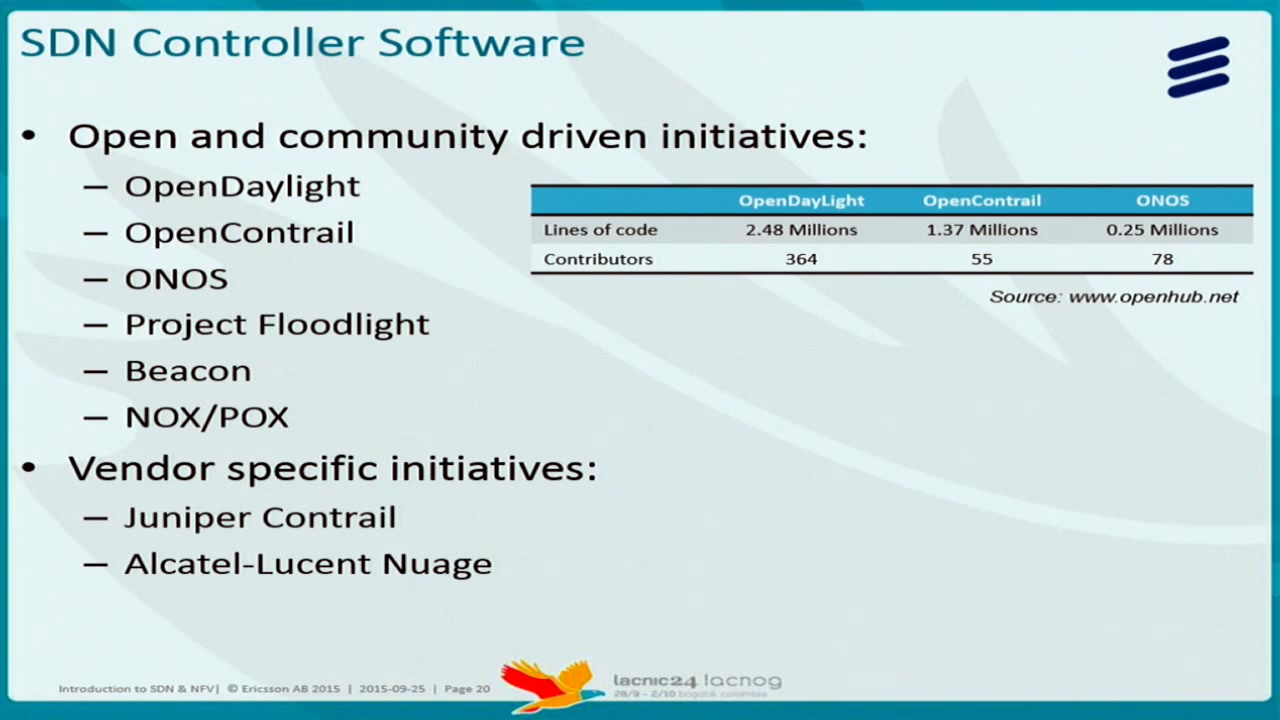 SDN Controller Software
• Open and community driven initiatives:
– OpenDaylight
– OpenContrail
– ONOS
– Project Floodlight
– Beacon
– NOX/POX
• Vendor specific initiatives:
– Juniper Contrail
– Alcatel-Lucent Nuage
OpenDayLight OpenContrail ONOS
Lines of code 2.48 Millions 1.37 Millions 0.25 Millions
Contributors 364 55 78
Source: www.openhub.net
Introduction to SDN & NFV| © Ericsson AB 2015 | 2015-09-25 | Page 20
lacnic24 lacnog
28/9 - 2/10 bogotá, colombia